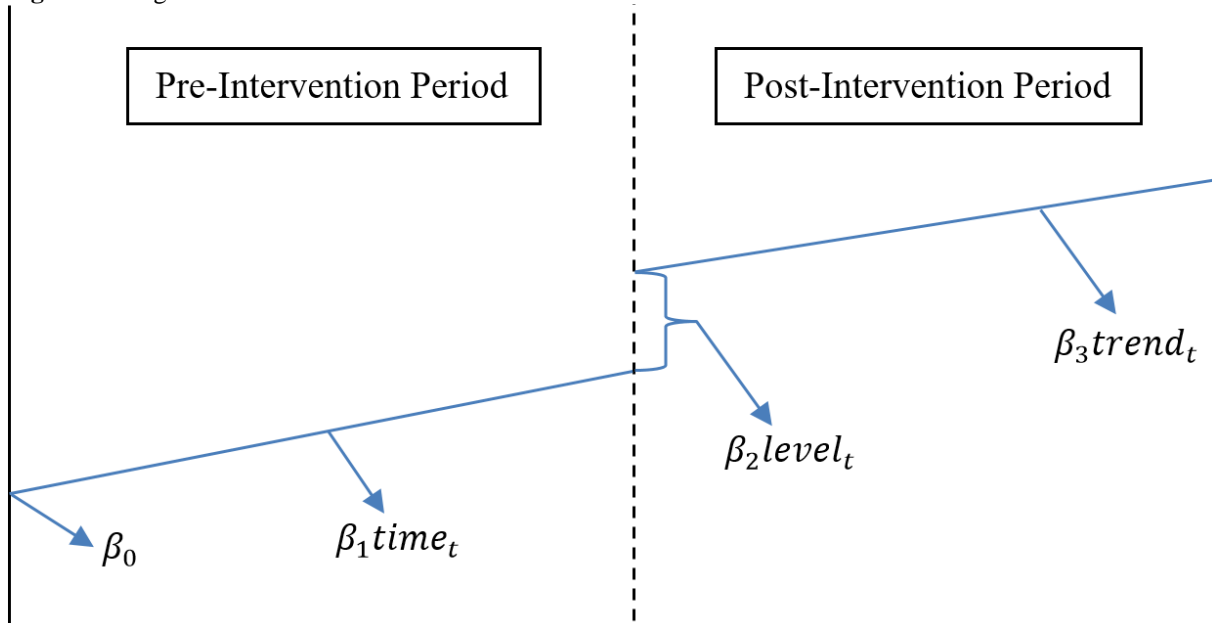 Pre-Intervention Period
Post-Intervention Period
β₃trendₜ
β₂levelₜ
β₁timeₜ
β₀